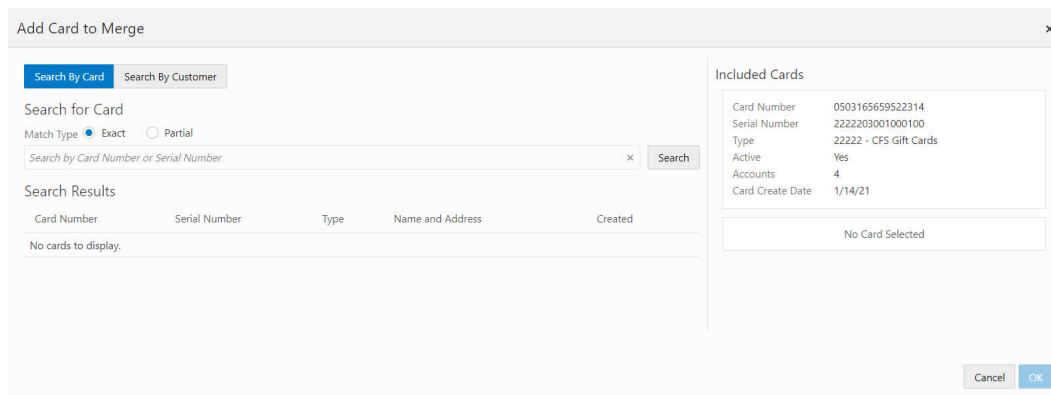 Add Card to Merge
×
Search By Card Search By Customer
Search for Card
Match Type Exact Partial
Search by Card Number or Serial Number × Search
Search Results
Card Number Serial Number Type Name and Address Created
No cards to display.
Included Cards
Card Number 0503165659522314
Serial Number 2222203001000100
Type 22222 - CFS Gift Cards
Active Yes
Accounts 4
Card Create Date 1/14/21
No Card Selected
Cancel OK